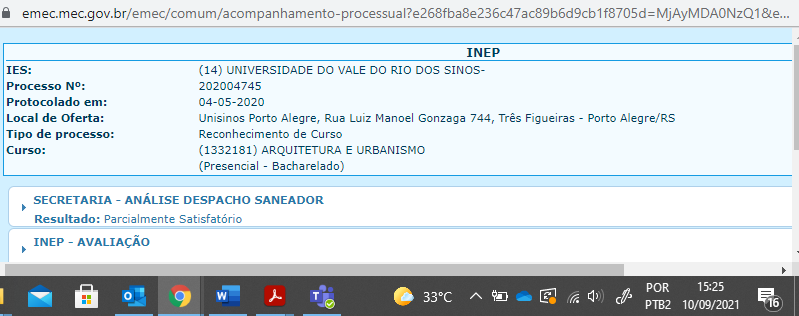 emec.mec.gov.br/emec/comum/acompanhamento-processual?e268fba8e236c47ac89b6d9cb1f8705d=MjAyMDA0NzQ1&e...
INEP
IES: (14) UNIVERSIDADE DO VALE DO RIO DOS SINOS-
Processo Nº: 202004745
Protocolado em: 04-05-2020
Local de Oferta: Unisinos Porto Alegre, Rua Luiz Manoel Gonzaga 744, Três Figueiras - Porto Alegre/RS
Tipo de processo: Reconhecimento de Curso
Curso: (1332181) ARQUITETURA E URBANISMO
(Presencial - Bacharelado)
SECRETARIA - ANÁLISE DESPACHO SANEADOR
Resultado: Parcialmente Satisfatório
INEP - AVALIAÇÃO
33°C POR 15:25
PTB2 10/09/2021 16